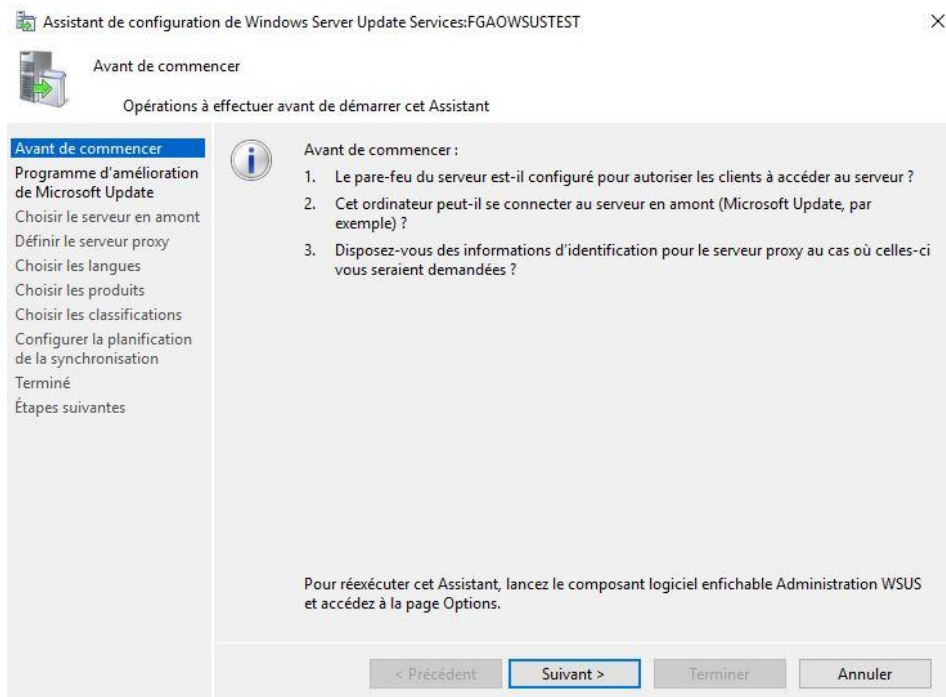 Assistant de configuration de Windows Server Update Services:FGAOWSUSTEST
Avant de commencer
Opérations à effectuer avant de démarrer cet Assistant
Avant de commencer
Programme d'amélioration
de Microsoft Update
Choisir le serveur en amont
Définir le serveur proxy
Choisir les langues
Choisir les produits
Choisir les classifications
Configurer la planification
de la synchronisation
Terminé
Étapes suivantes
Avant de commencer :
1. Le pare-feu du serveur est-il configuré pour autoriser les clients à accéder au serveur ?
2. Cet ordinateur peut-il se connecter au serveur en amont (Microsoft Update, par
exemple) ?
3. Disposez-vous des informations d'identification pour le serveur proxy au cas où celles-ci
vous seraient demandées ?
Pour réexécuter cet Assistant, lancez le composant logiciel enfichable Administration WSUS
et accédez à la page Options.
< Précédent Suivant > Terminer Annuler